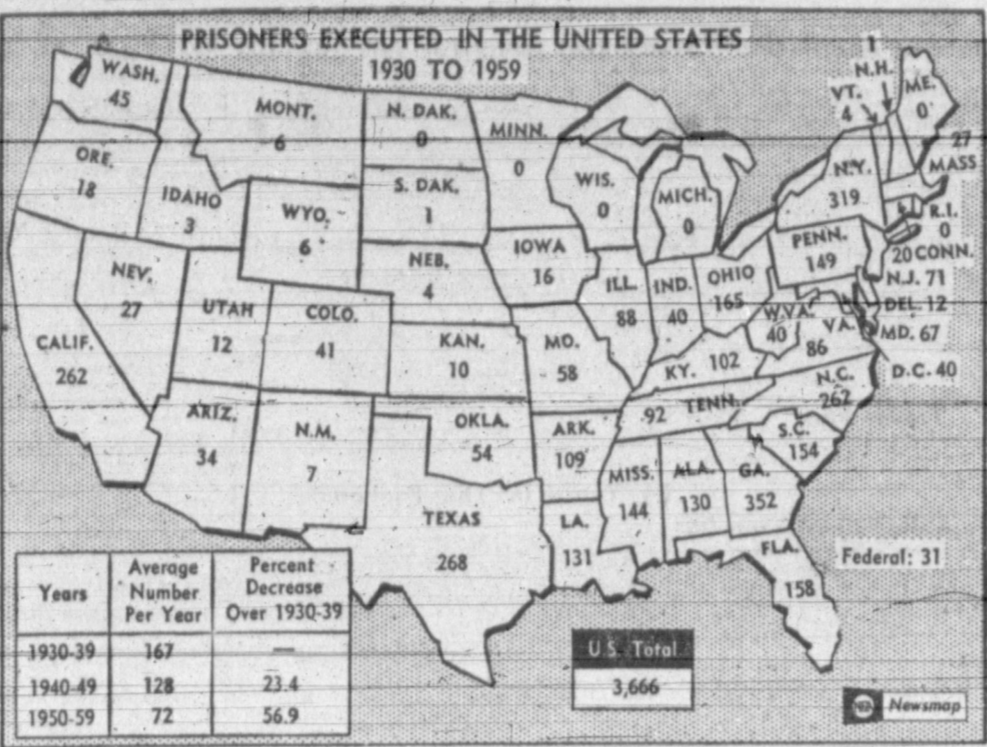 PRISONERS EXECUTED IN THE UNITED STATES
1930 TO 1959
WASH.
45
MONT.
6
N. DAK.
0
MINN.
0
1
N.H.
VT.
4
ME.
0
27
MASS
ORE.
18
IDAHO
3
WYO.
6
S. DAK.
1
WIS.
0
MICH.
0
N.Y.
319
R.I.
0
20 CONN.
NEV.
27
UTAH
12
COLO.
41
NEB.
4
IOWA
16
ILL.
88
IND.
40
OHIO
165
PENN.
149
N.J. 71
DEL. 12
MD. 67
D.C. 40
W.VA.
40
VA.
86
CALIF.
262
KAN.
10
MO.
58
KY. 102
N.C.
262
ARIZ.
34
N.M.
7
OKLA.
54
ARK.
109
92 TENN.
S.C.
154
TEXAS
268
LA.
131
MISS.
144
ALA.
130
GA.
352
FLA.
158
Federal: 31
Years
Average
Number
Per Year
Percent
Decrease
Over 1930-39
1930-39 167 —
1940-49 128 23.4
1950-59 72 56.9
U.S. Total
3,666
NEA Newsmap